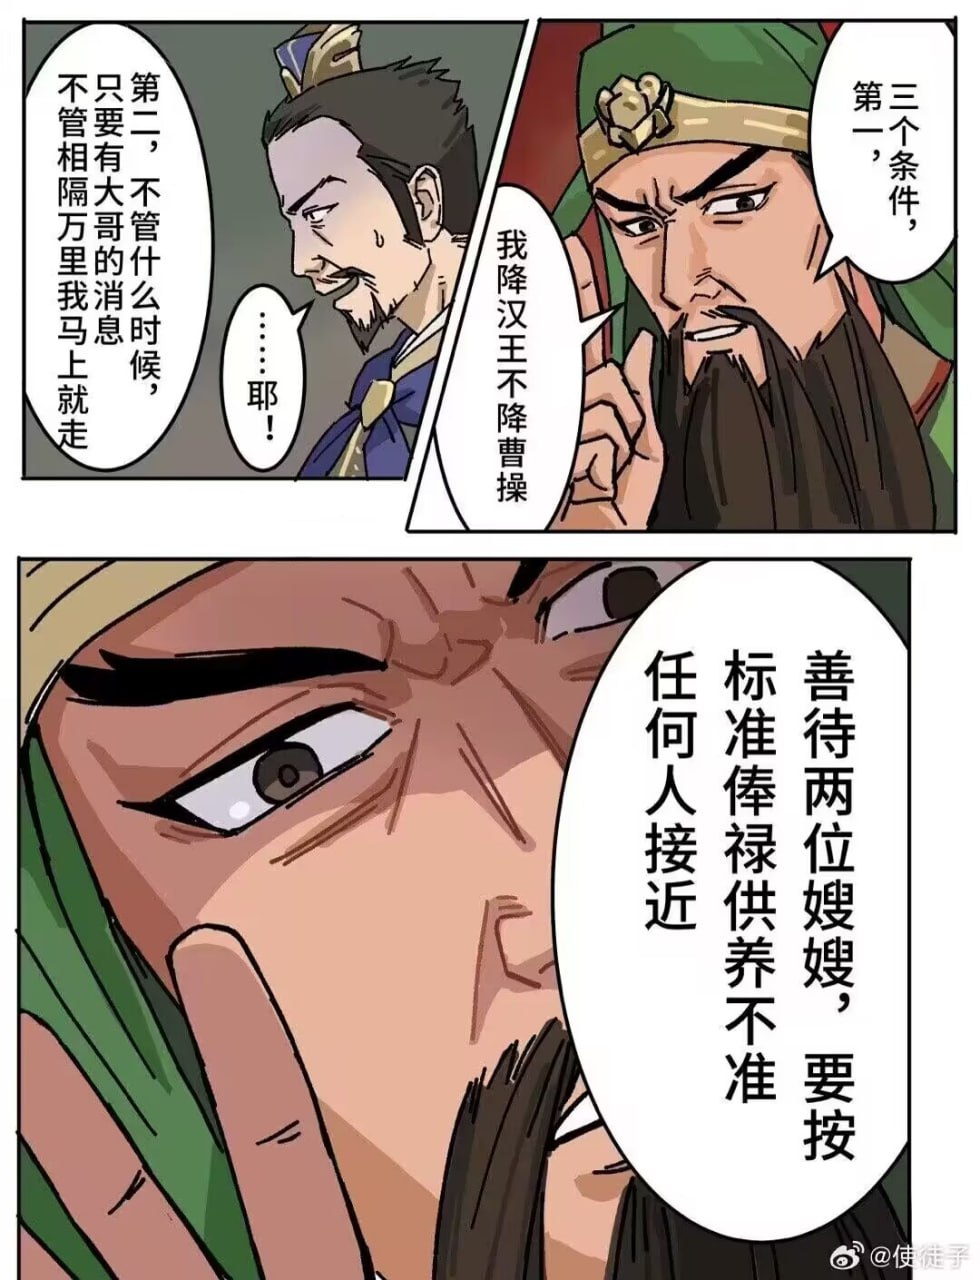 三个条件，
第一，
我降汉王不降曹操
第二，不管什么时候，
只要有大哥的消息
不管相隔万里我马上就走
……耶！
善待两位嫂嫂，要按
标准俸禄供养不准
任何人接近
@使徒子